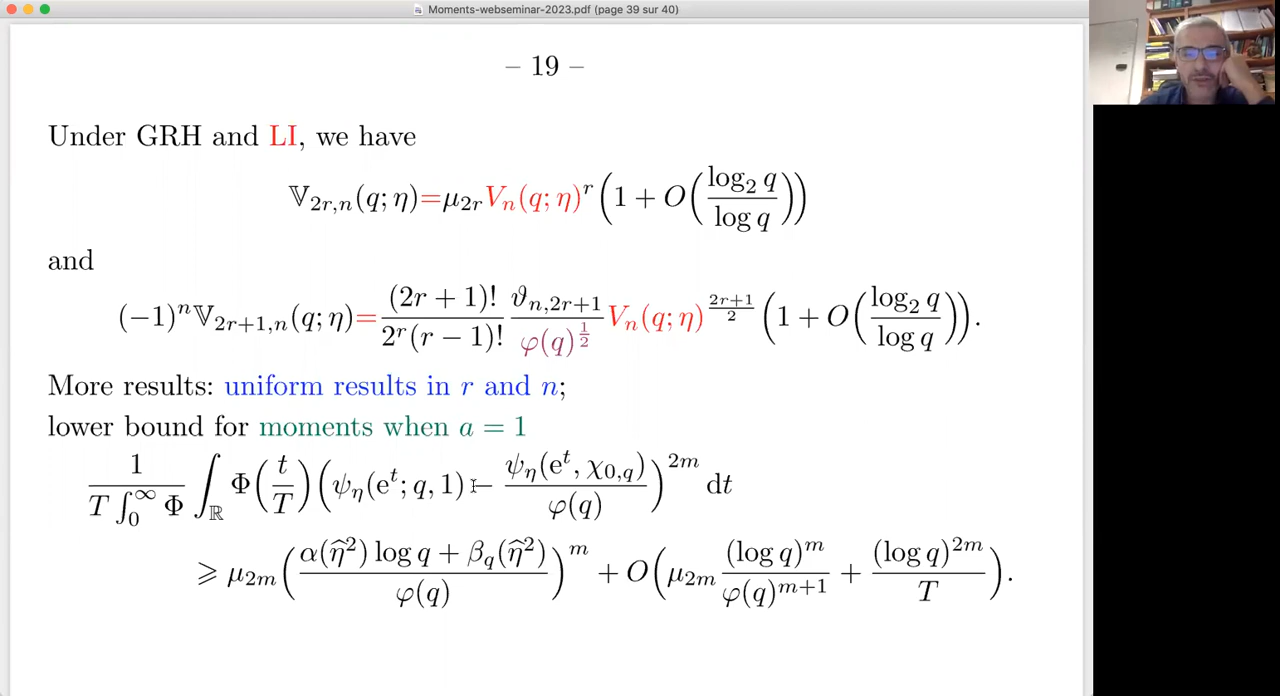 Moments-webseminar-2023.pdf (page 39 sur 40)
– 19 –
Under GRH and LI, we have
𝕍_{2r,n}(q; η)=μ_{2r}V_n(q; η)^r(1 + O(log₂ q / log q))
and
(−1)^n𝕍_{2r+1,n}(q; η)=(2r + 1)! / 2^r(r − 1)! ϑ_{n,2r+1} / φ(q)^{1/2} V_n(q; η)^{(2r+1)/2}(1 + O(log₂ q / log q)).
More results: uniform results in r and n;
lower bound for moments when a = 1
1 / T∫_0^∞ Φ ∫_ℝ Φ(t/T)(ψ_η(e^t; q, 1) − ψ_η(e^t, χ_{0,q}) / φ(q))^{2m} dt
⩾ μ_{2m}(α(η̂²) log q + β_q(η̂²) / φ(q))^m + O(μ_{2m} (log q)^m / φ(q)^{m+1} + (log q)^{2m} / T).